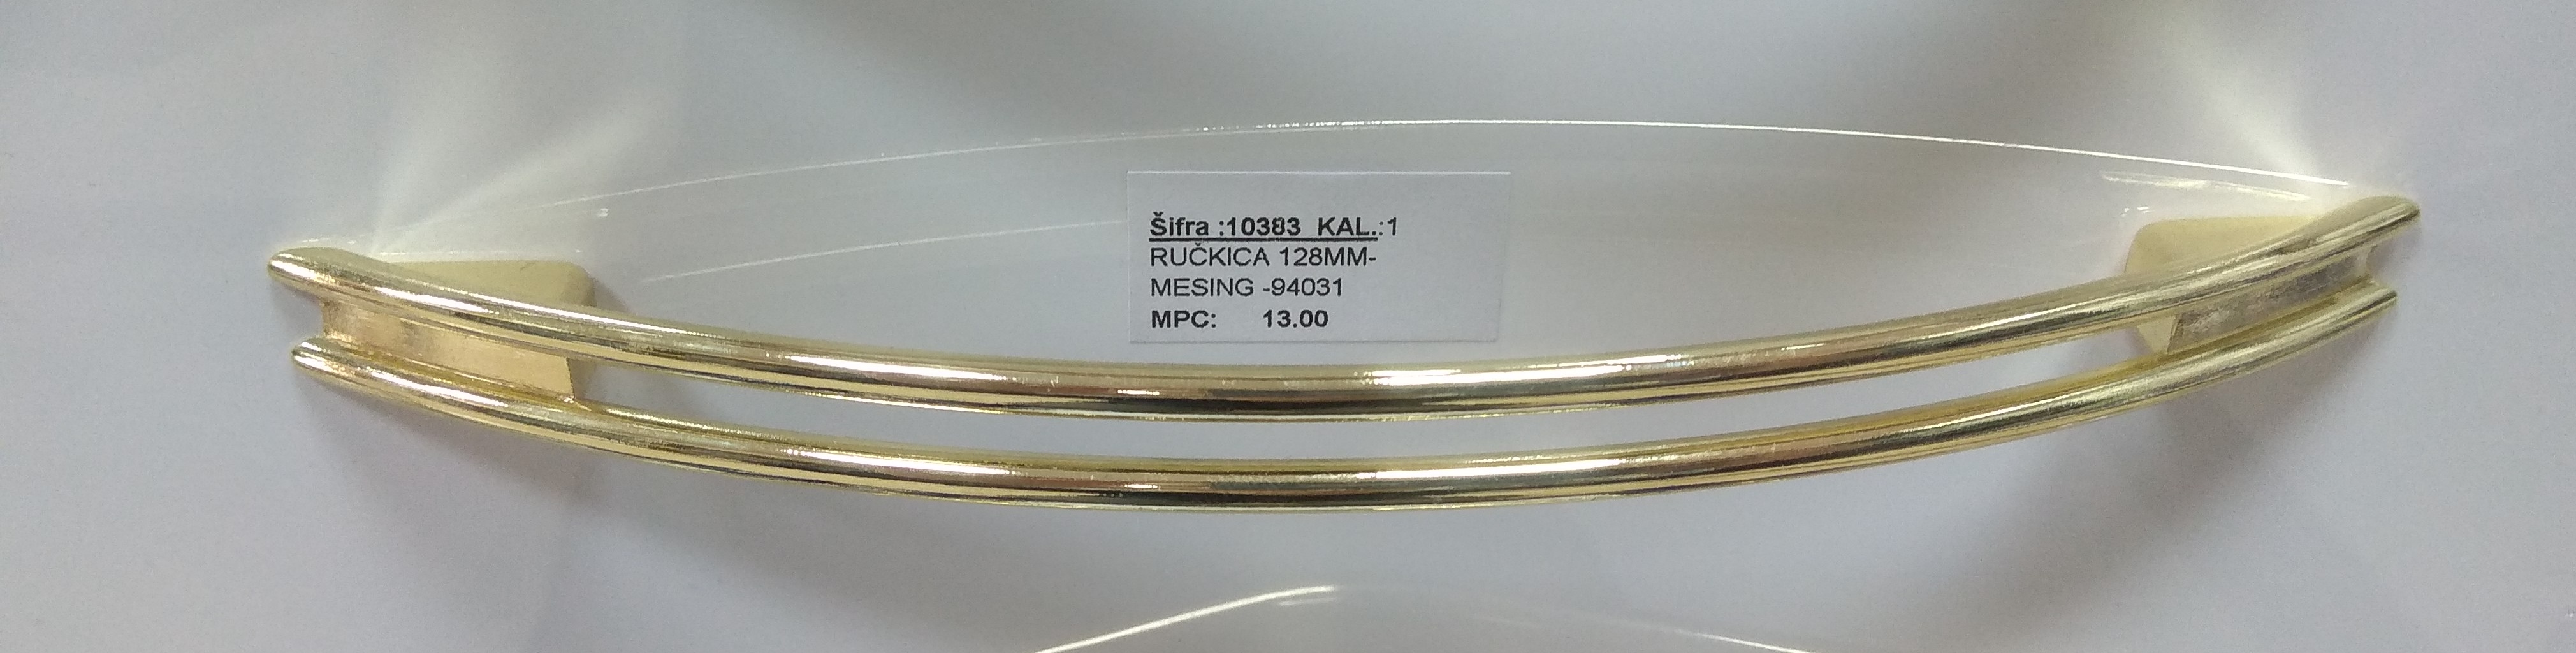 Šifra :10383 KAL.:1
RUČKICA 128MM-
MESING -94031
MPC: 13.00